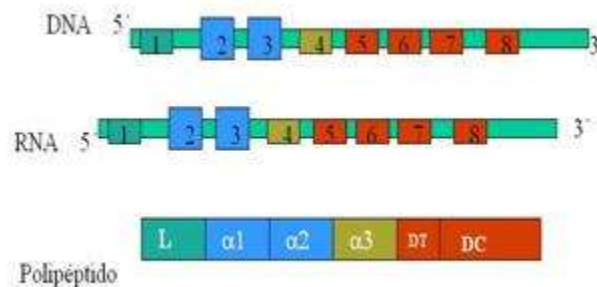 DNA 5´ 3´
1 2 3 4 5 6 7 8
RNA 5´ 3´
1 2 3 4 5 6 7 8
L α1 α2 α3 DT DC
Polipéptido